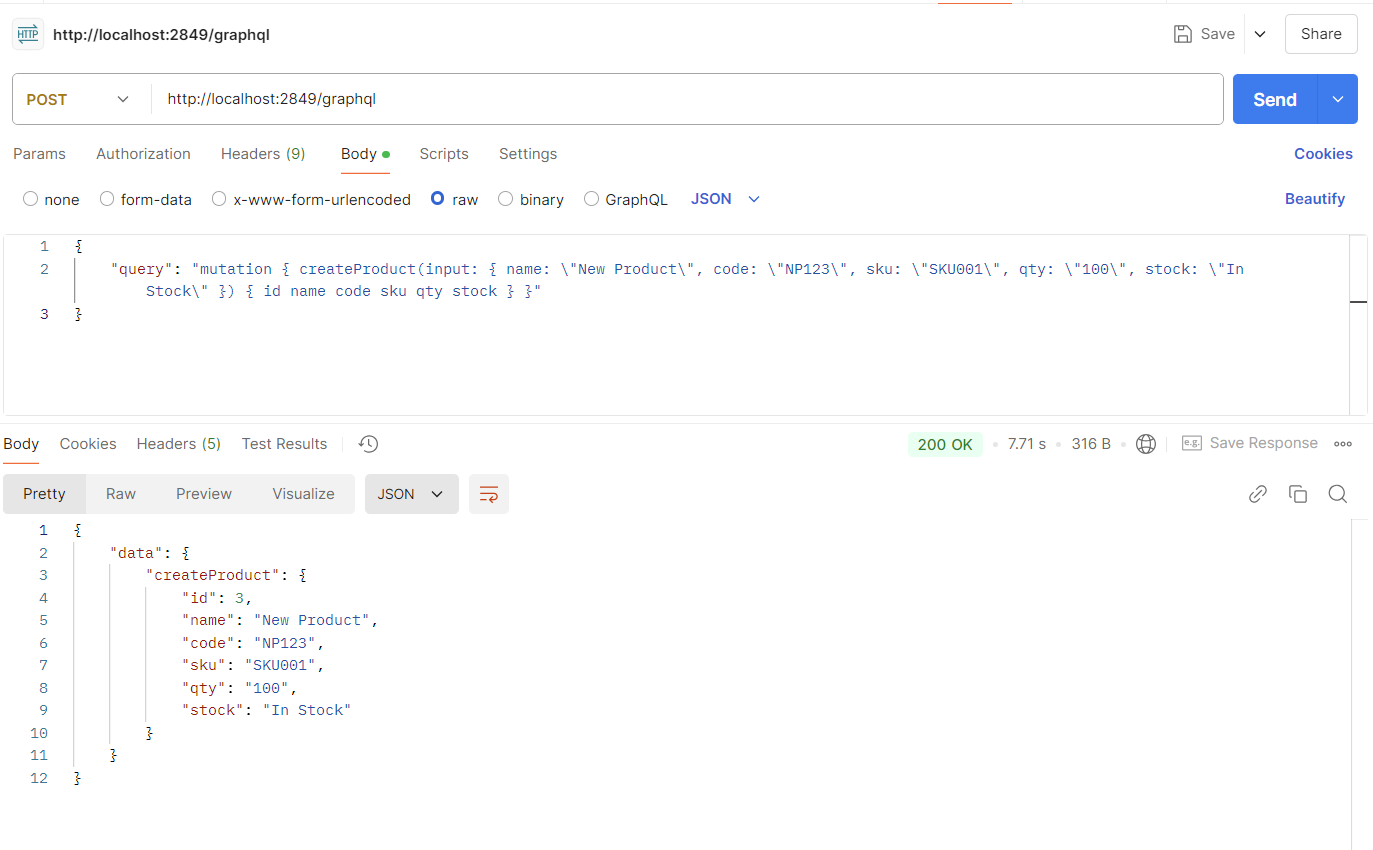 HTTP http://localhost:2849/graphql Save Share
POST http://localhost:2849/graphql Send
Params Authorization Headers (9) Body Scripts Settings Cookies
none form-data x-www-form-urlencoded raw binary GraphQL JSON Beautify
1 {
2 "query": "mutation { createProduct(input: { name: \"New Product\", code: \"NP123\", sku: \"SKU001\", qty: \"100\", stock: \"In
Stock\" }) { id name code sku qty stock } }"
3 }
Body Cookies Headers (5) Test Results 200 OK 7.71 s 316 B e.g. Save Response
Pretty Raw Preview Visualize JSON
1 {
2 "data": {
3 "createProduct": {
4 "id": 3,
5 "name": "New Product",
6 "code": "NP123",
7 "sku": "SKU001",
8 "qty": "100",
9 "stock": "In Stock"
10 }
11 }
12 }